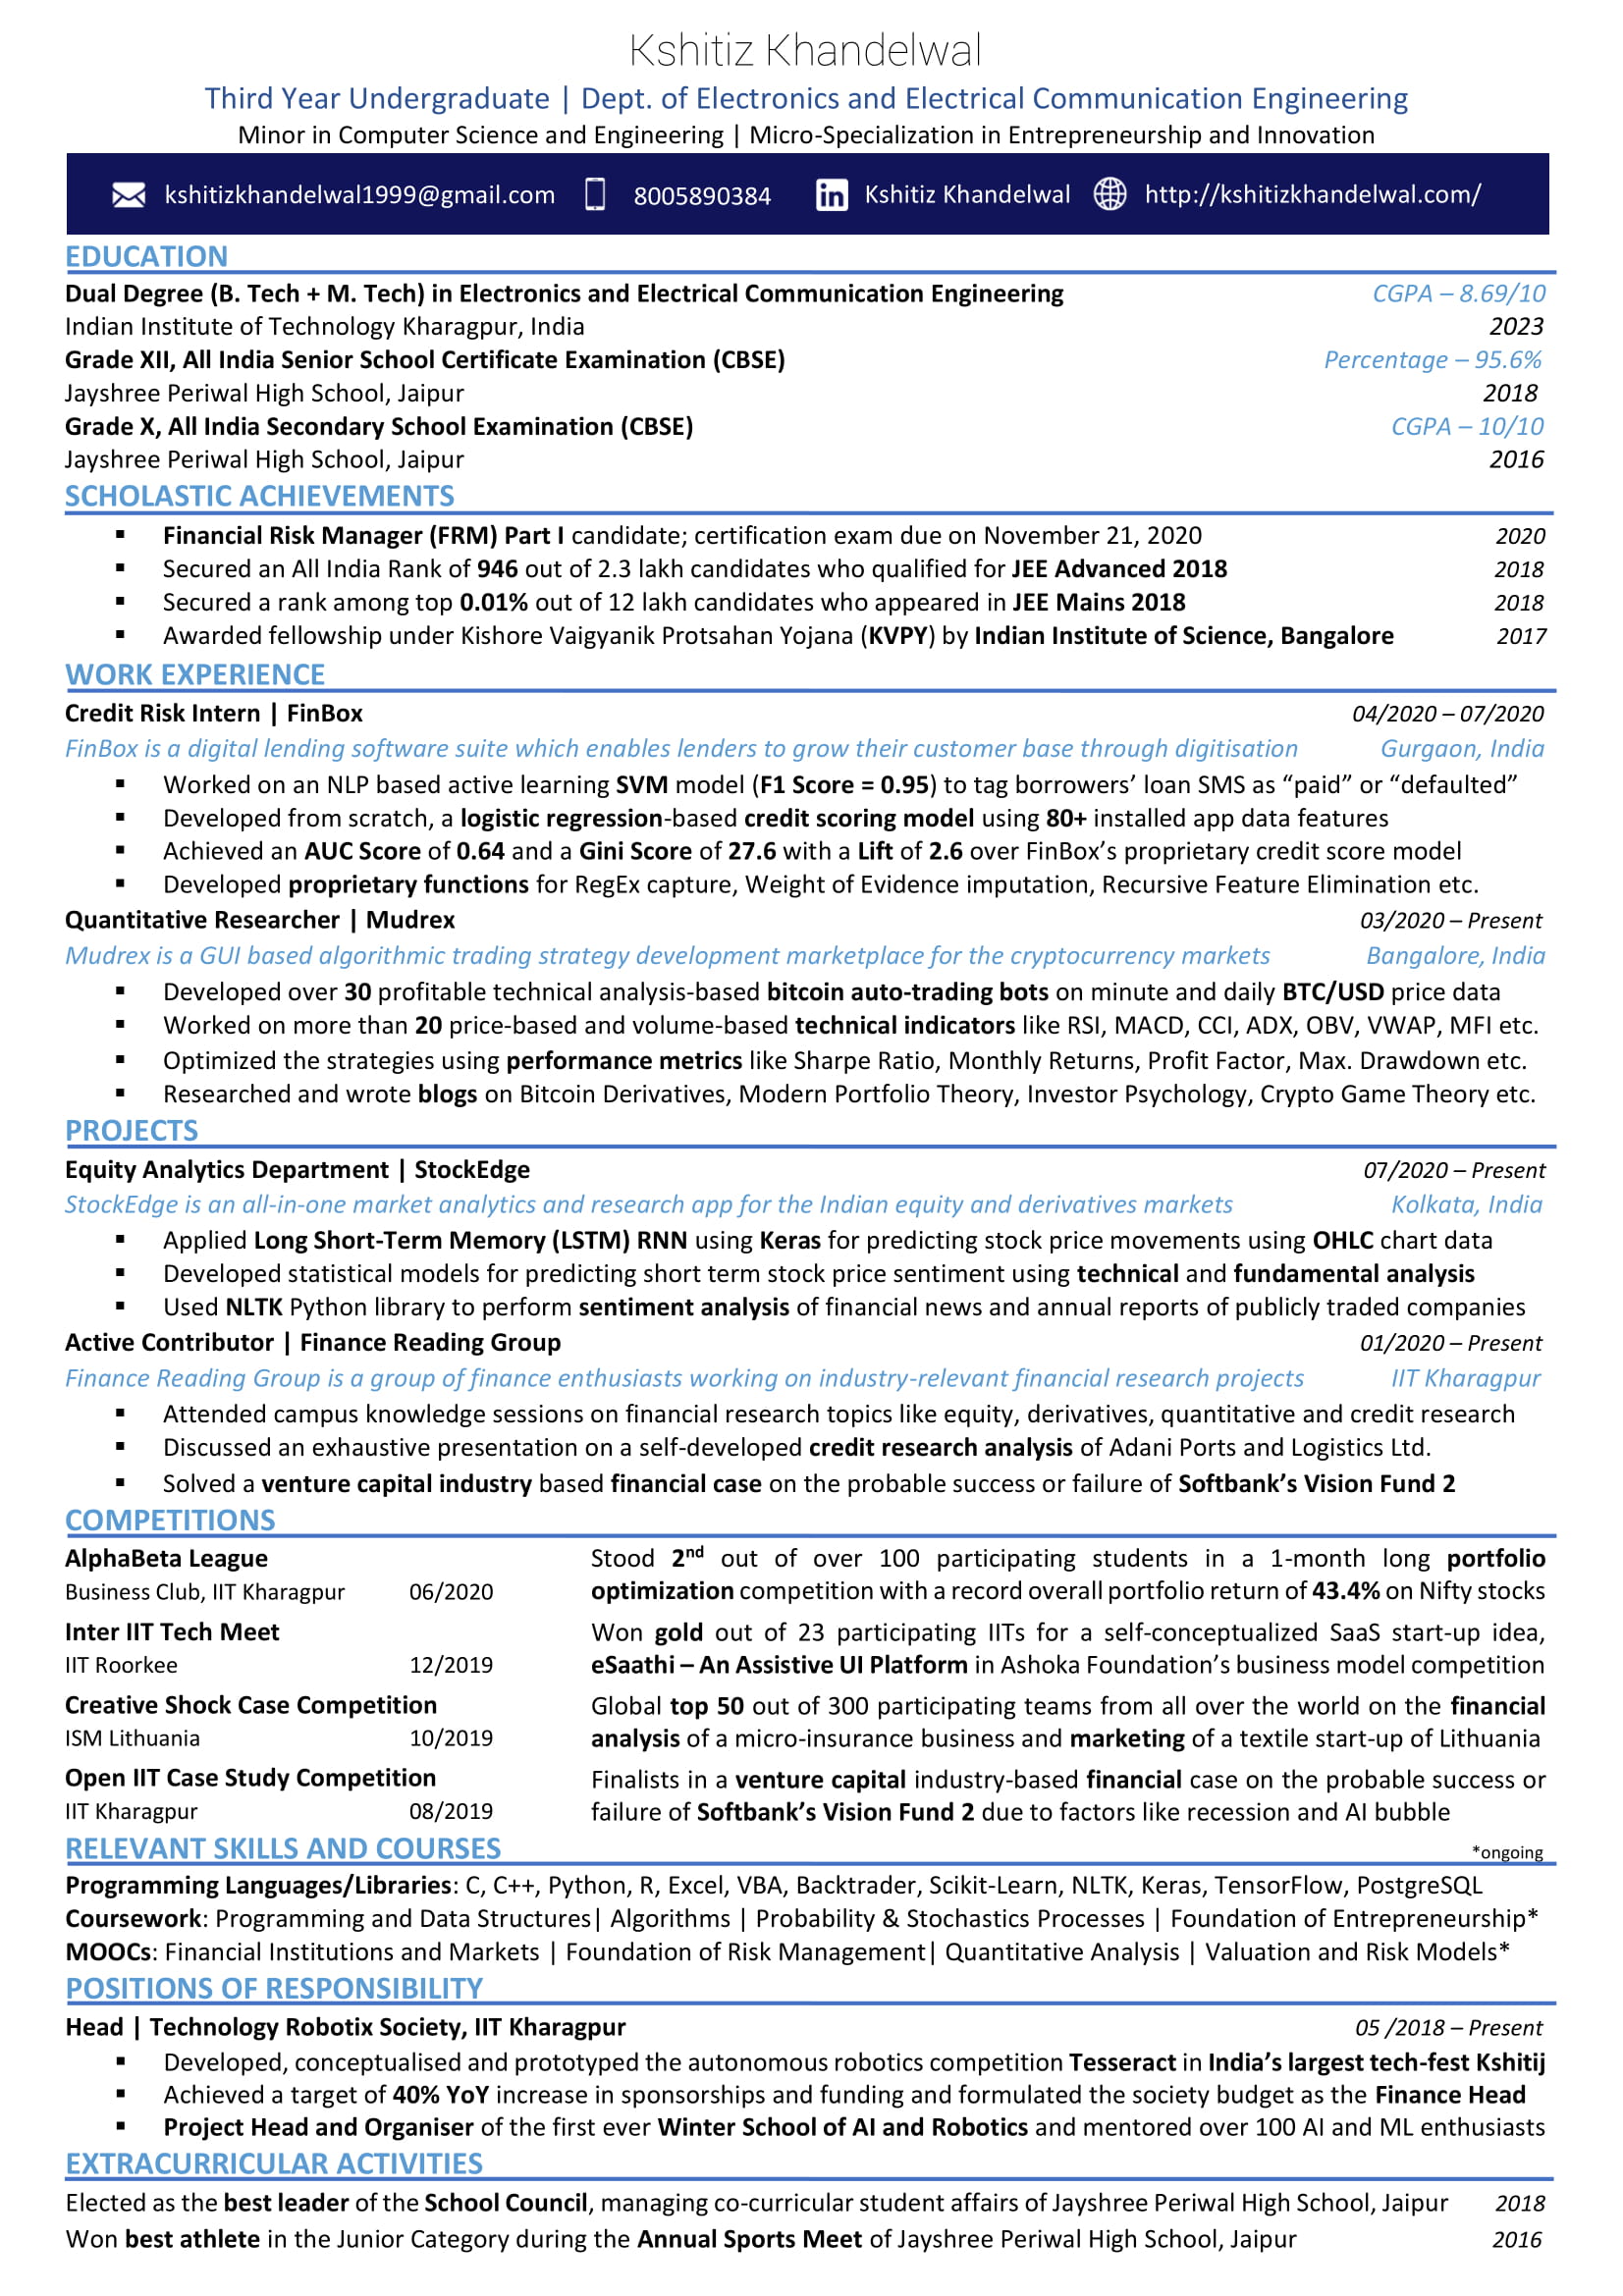 Kshitiz Khandelwal
Third Year Undergraduate | Dept. of Electronics and Electrical Communication Engineering
Minor in Computer Science and Engineering | Micro-Specialization in Entrepreneurship and Innovation
kshitizkhandelwal1999@gmail.com 8005890384 in Kshitiz Khandelwal http://kshitizkhandelwal.com/
EDUCATION
Dual Degree (B. Tech + M. Tech) in Electronics and Electrical Communication Engineering CGPA – 8.69/10
Indian Institute of Technology Kharagpur, India 2023
Grade XII, All India Senior School Certificate Examination (CBSE) Percentage – 95.6%
Jayshree Periwal High School, Jaipur 2018
Grade X, All India Secondary School Examination (CBSE) CGPA – 10/10
Jayshree Periwal High School, Jaipur 2016
SCHOLASTIC ACHIEVEMENTS
▪ Financial Risk Manager (FRM) Part I candidate; certification exam due on November 21, 2020 2020
▪ Secured an All India Rank of 946 out of 2.3 lakh candidates who qualified for JEE Advanced 2018 2018
▪ Secured a rank among top 0.01% out of 12 lakh candidates who appeared in JEE Mains 2018 2018
▪ Awarded fellowship under Kishore Vaigyanik Protsahan Yojana (KVPY) by Indian Institute of Science, Bangalore 2017
WORK EXPERIENCE
Credit Risk Intern | FinBox 04/2020 – 07/2020
FinBox is a digital lending software suite which enables lenders to grow their customer base through digitisation Gurgaon, India
▪ Worked on an NLP based active learning SVM model (F1 Score = 0.95) to tag borrowers’ loan SMS as “paid” or “defaulted”
▪ Developed from scratch, a logistic regression-based credit scoring model using 80+ installed app data features
▪ Achieved an AUC Score of 0.64 and a Gini Score of 27.6 with a Lift of 2.6 over FinBox’s proprietary credit score model
▪ Developed proprietary functions for RegEx capture, Weight of Evidence imputation, Recursive Feature Elimination etc.
Quantitative Researcher | Mudrex 03/2020 – Present
Mudrex is a GUI based algorithmic trading strategy development marketplace for the cryptocurrency markets Bangalore, India
▪ Developed over 30 profitable technical analysis-based bitcoin auto-trading bots on minute and daily BTC/USD price data
▪ Worked on more than 20 price-based and volume-based technical indicators like RSI, MACD, CCI, ADX, OBV, VWAP, MFI etc.
▪ Optimized the strategies using performance metrics like Sharpe Ratio, Monthly Returns, Profit Factor, Max. Drawdown etc.
▪ Researched and wrote blogs on Bitcoin Derivatives, Modern Portfolio Theory, Investor Psychology, Crypto Game Theory etc.
PROJECTS
Equity Analytics Department | StockEdge 07/2020 – Present
StockEdge is an all-in-one market analytics and research app for the Indian equity and derivatives markets Kolkata, India
▪ Applied Long Short-Term Memory (LSTM) RNN using Keras for predicting stock price movements using OHLC chart data
▪ Developed statistical models for predicting short term stock price sentiment using technical and fundamental analysis
▪ Used NLTK Python library to perform sentiment analysis of financial news and annual reports of publicly traded companies
Active Contributor | Finance Reading Group 01/2020 – Present
Finance Reading Group is a group of finance enthusiasts working on industry-relevant financial research projects IIT Kharagpur
▪ Attended campus knowledge sessions on financial research topics like equity, derivatives, quantitative and credit research
▪ Discussed an exhaustive presentation on a self-developed credit research analysis of Adani Ports and Logistics Ltd.
▪ Solved a venture capital industry based financial case on the probable success or failure of Softbank’s Vision Fund 2
COMPETITIONS
AlphaBeta League Stood 2nd out of over 100 participating students in a 1-month long portfolio
Business Club, IIT Kharagpur 06/2020 optimization competition with a record overall portfolio return of 43.4% on Nifty stocks
Inter IIT Tech Meet Won gold out of 23 participating IITs for a self-conceptualized SaaS start-up idea,
IIT Roorkee 12/2019 eSaathi – An Assistive UI Platform in Ashoka Foundation’s business model competition
Creative Shock Case Competition Global top 50 out of 300 participating teams from all over the world on the financial
ISM Lithuania 10/2019 analysis of a micro-insurance business and marketing of a textile start-up of Lithuania
Open IIT Case Study Competition Finalists in a venture capital industry-based financial case on the probable success or
IIT Kharagpur 08/2019 failure of Softbank’s Vision Fund 2 due to factors like recession and AI bubble
RELEVANT SKILLS AND COURSES *ongoing
Programming Languages/Libraries: C, C++, Python, R, Excel, VBA, Backtrader, Scikit-Learn, NLTK, Keras, TensorFlow, PostgreSQL
Coursework: Programming and Data Structures| Algorithms | Probability & Stochastics Processes | Foundation of Entrepreneurship*
MOOCs: Financial Institutions and Markets | Foundation of Risk Management| Quantitative Analysis | Valuation and Risk Models*
POSITIONS OF RESPONSIBILITY
Head | Technology Robotix Society, IIT Kharagpur 05 /2018 – Present
▪ Developed, conceptualised and prototyped the autonomous robotics competition Tesseract in India’s largest tech-fest Kshitij
▪ Achieved a target of 40% YoY increase in sponsorships and funding and formulated the society budget as the Finance Head
▪ Project Head and Organiser of the first ever Winter School of AI and Robotics and mentored over 100 AI and ML enthusiasts
EXTRACURRICULAR ACTIVITIES
Elected as the best leader of the School Council, managing co-curricular student affairs of Jayshree Periwal High School, Jaipur 2018
Won best athlete in the Junior Category during the Annual Sports Meet of Jayshree Periwal High School, Jaipur 2016